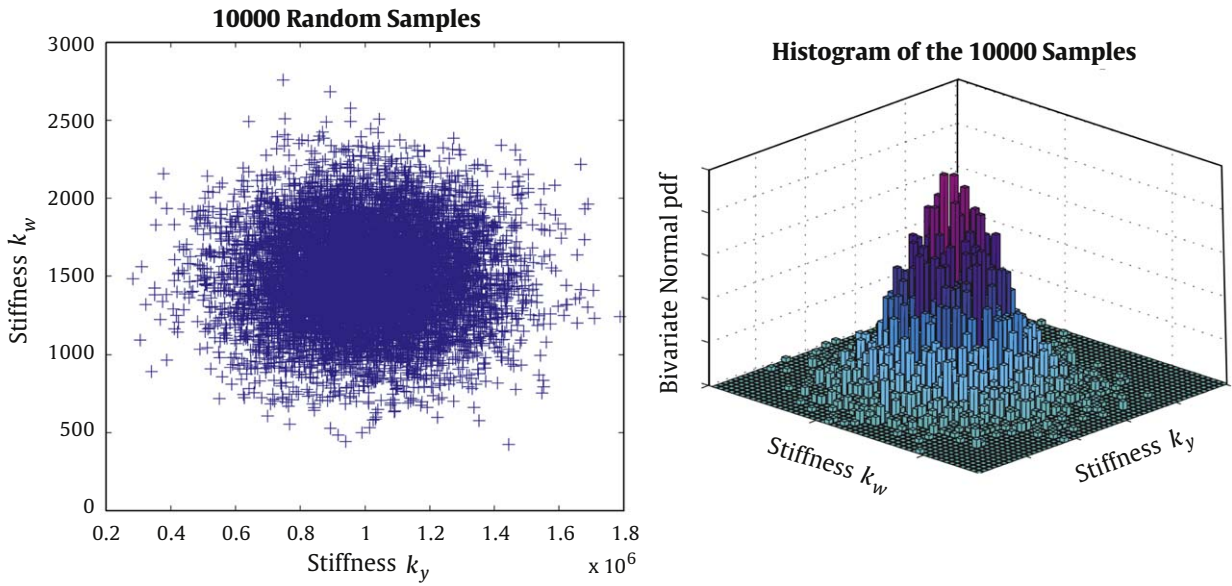 10000 Random Samples
3000
2500
2000
1500
1000
500
0
Stiffness k_w
0.2 0.4 0.6 0.8 1 1.2 1.4 1.6 1.8
Stiffness k_y
x 10^6
Histogram of the 10000 Samples
Bivariate Normal pdf
Stiffness k_w
Stiffness k_y